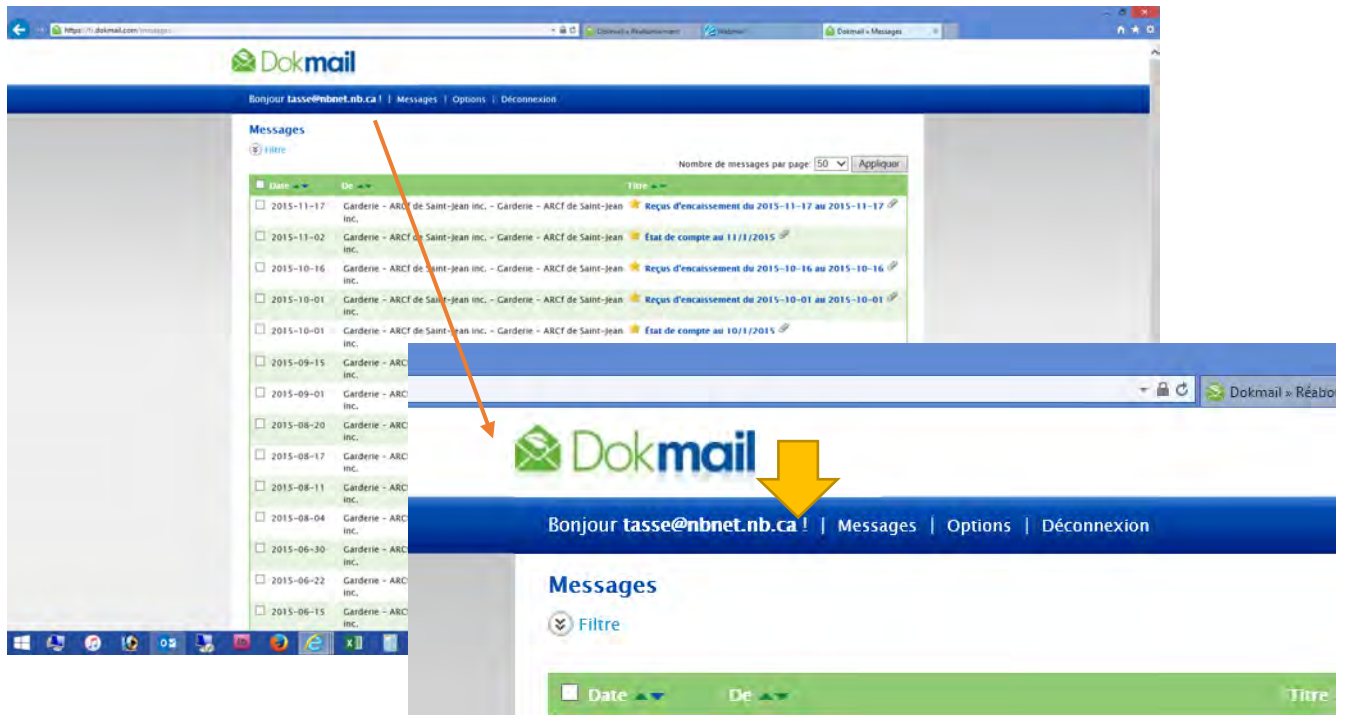 Dokmail » Messages
Dokmail
Bonjour tasse@nbnet.nb.ca ! | Messages | Options | Déconnexion
Messages
Filtre
Nombre de messages par page: 50 Appliquer
Date De Titre
2015-11-17 Garderie - ARCf de Saint-Jean inc. - Garderie - ARCf de Saint-Jean Reçus d'encaissement du 2015-11-17 au 2015-11-17
inc.
2015-11-02 Garderie - ARCf de Saint-Jean inc. - Garderie - ARCf de Saint-Jean État de compte au 11/1/2015
inc.
2015-10-16 Garderie - ARCf de Saint-Jean inc. - Garderie - ARCf de Saint-Jean Reçus d'encaissement du 2015-10-16 au 2015-10-16
inc.
2015-10-01 Garderie - ARCf de Saint-Jean inc. - Garderie - ARCf de Saint-Jean Reçus d'encaissement du 2015-10-01 au 2015-10-01
inc.
2015-10-01 Garderie - ARCf de Saint-Jean inc. - Garderie - ARCf de Saint-Jean État de compte au 10/1/2015
inc.
2015-09-15 Garderie - ARC
inc.
2015-09-01 Garderie - ARC
inc.
2015-08-20 Garderie - ARC
inc.
2015-08-17 Garderie - ARC
inc.
2015-08-11 Garderie - ARC
inc.
2015-08-04 Garderie - ARC
inc.
2015-06-30 Garderie - ARC
inc.
2015-06-22 Garderie - ARC
inc.
2015-06-15 Garderie - ARC
inc.
Dokmail » Réabo
Dokmail
Bonjour tasse@nbnet.nb.ca ! | Messages | Options | Déconnexion
Messages
Filtre
Date De Titre